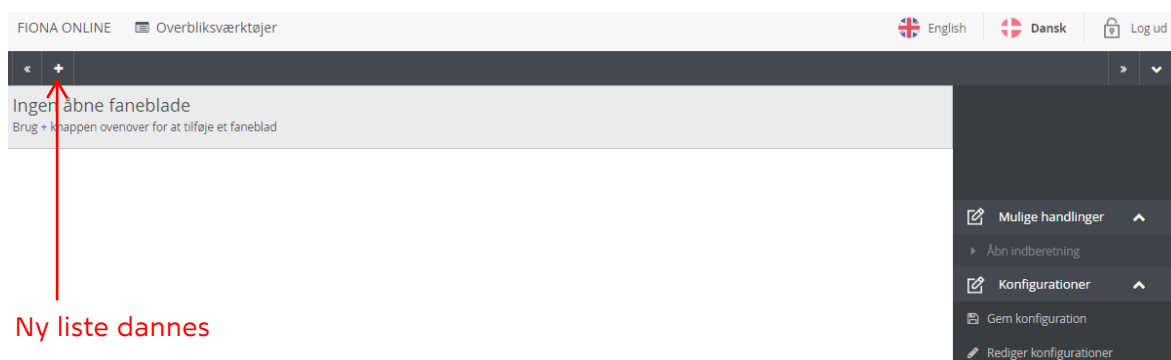 FIONA ONLINE Overbliksværktøjer English Dansk Log ud
Ingen åbne faneblade
Brug + knappen ovenover for at tilføje et faneblad
Mulige handlinger
Åbn indberetning
Konfigurationer
Gem konfiguration
Ny liste dannes
Rediger konfigurationer